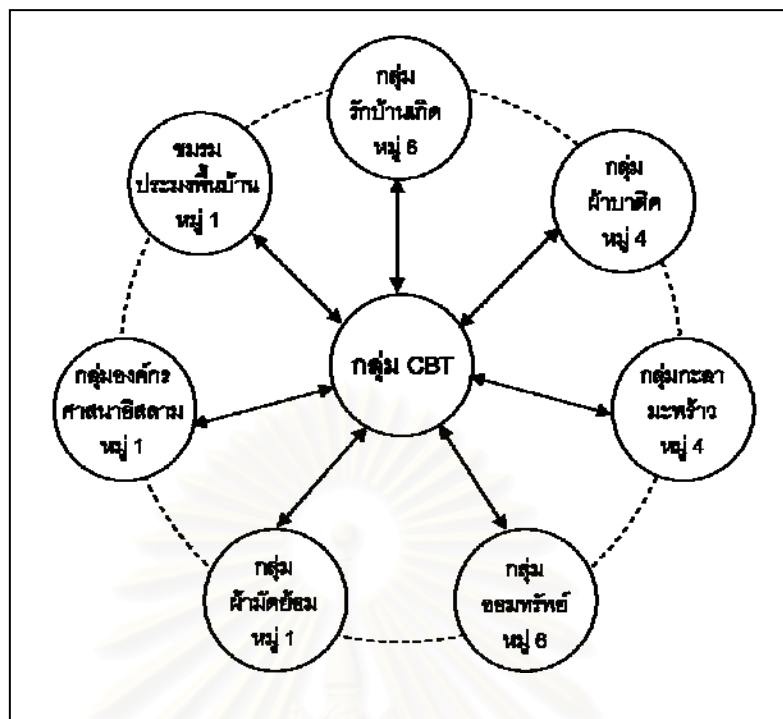 กลุ่ม
รักบ้านเกิด
หมู่ 6
ชมรม
ประมงพื้นบ้าน
หมู่ 1
กลุ่ม
ผ้าบาติค
หมู่ 4
กลุ่ม CBT
กลุ่มองค์กร
ศาสนาอิสลาม
หมู่ 1
กลุ่มกะลา
มะพร้าว
หมู่ 4
กลุ่ม
ผ้ามัดย้อม
หมู่ 1
กลุ่ม
ออมทรัพย์
หมู่ 6